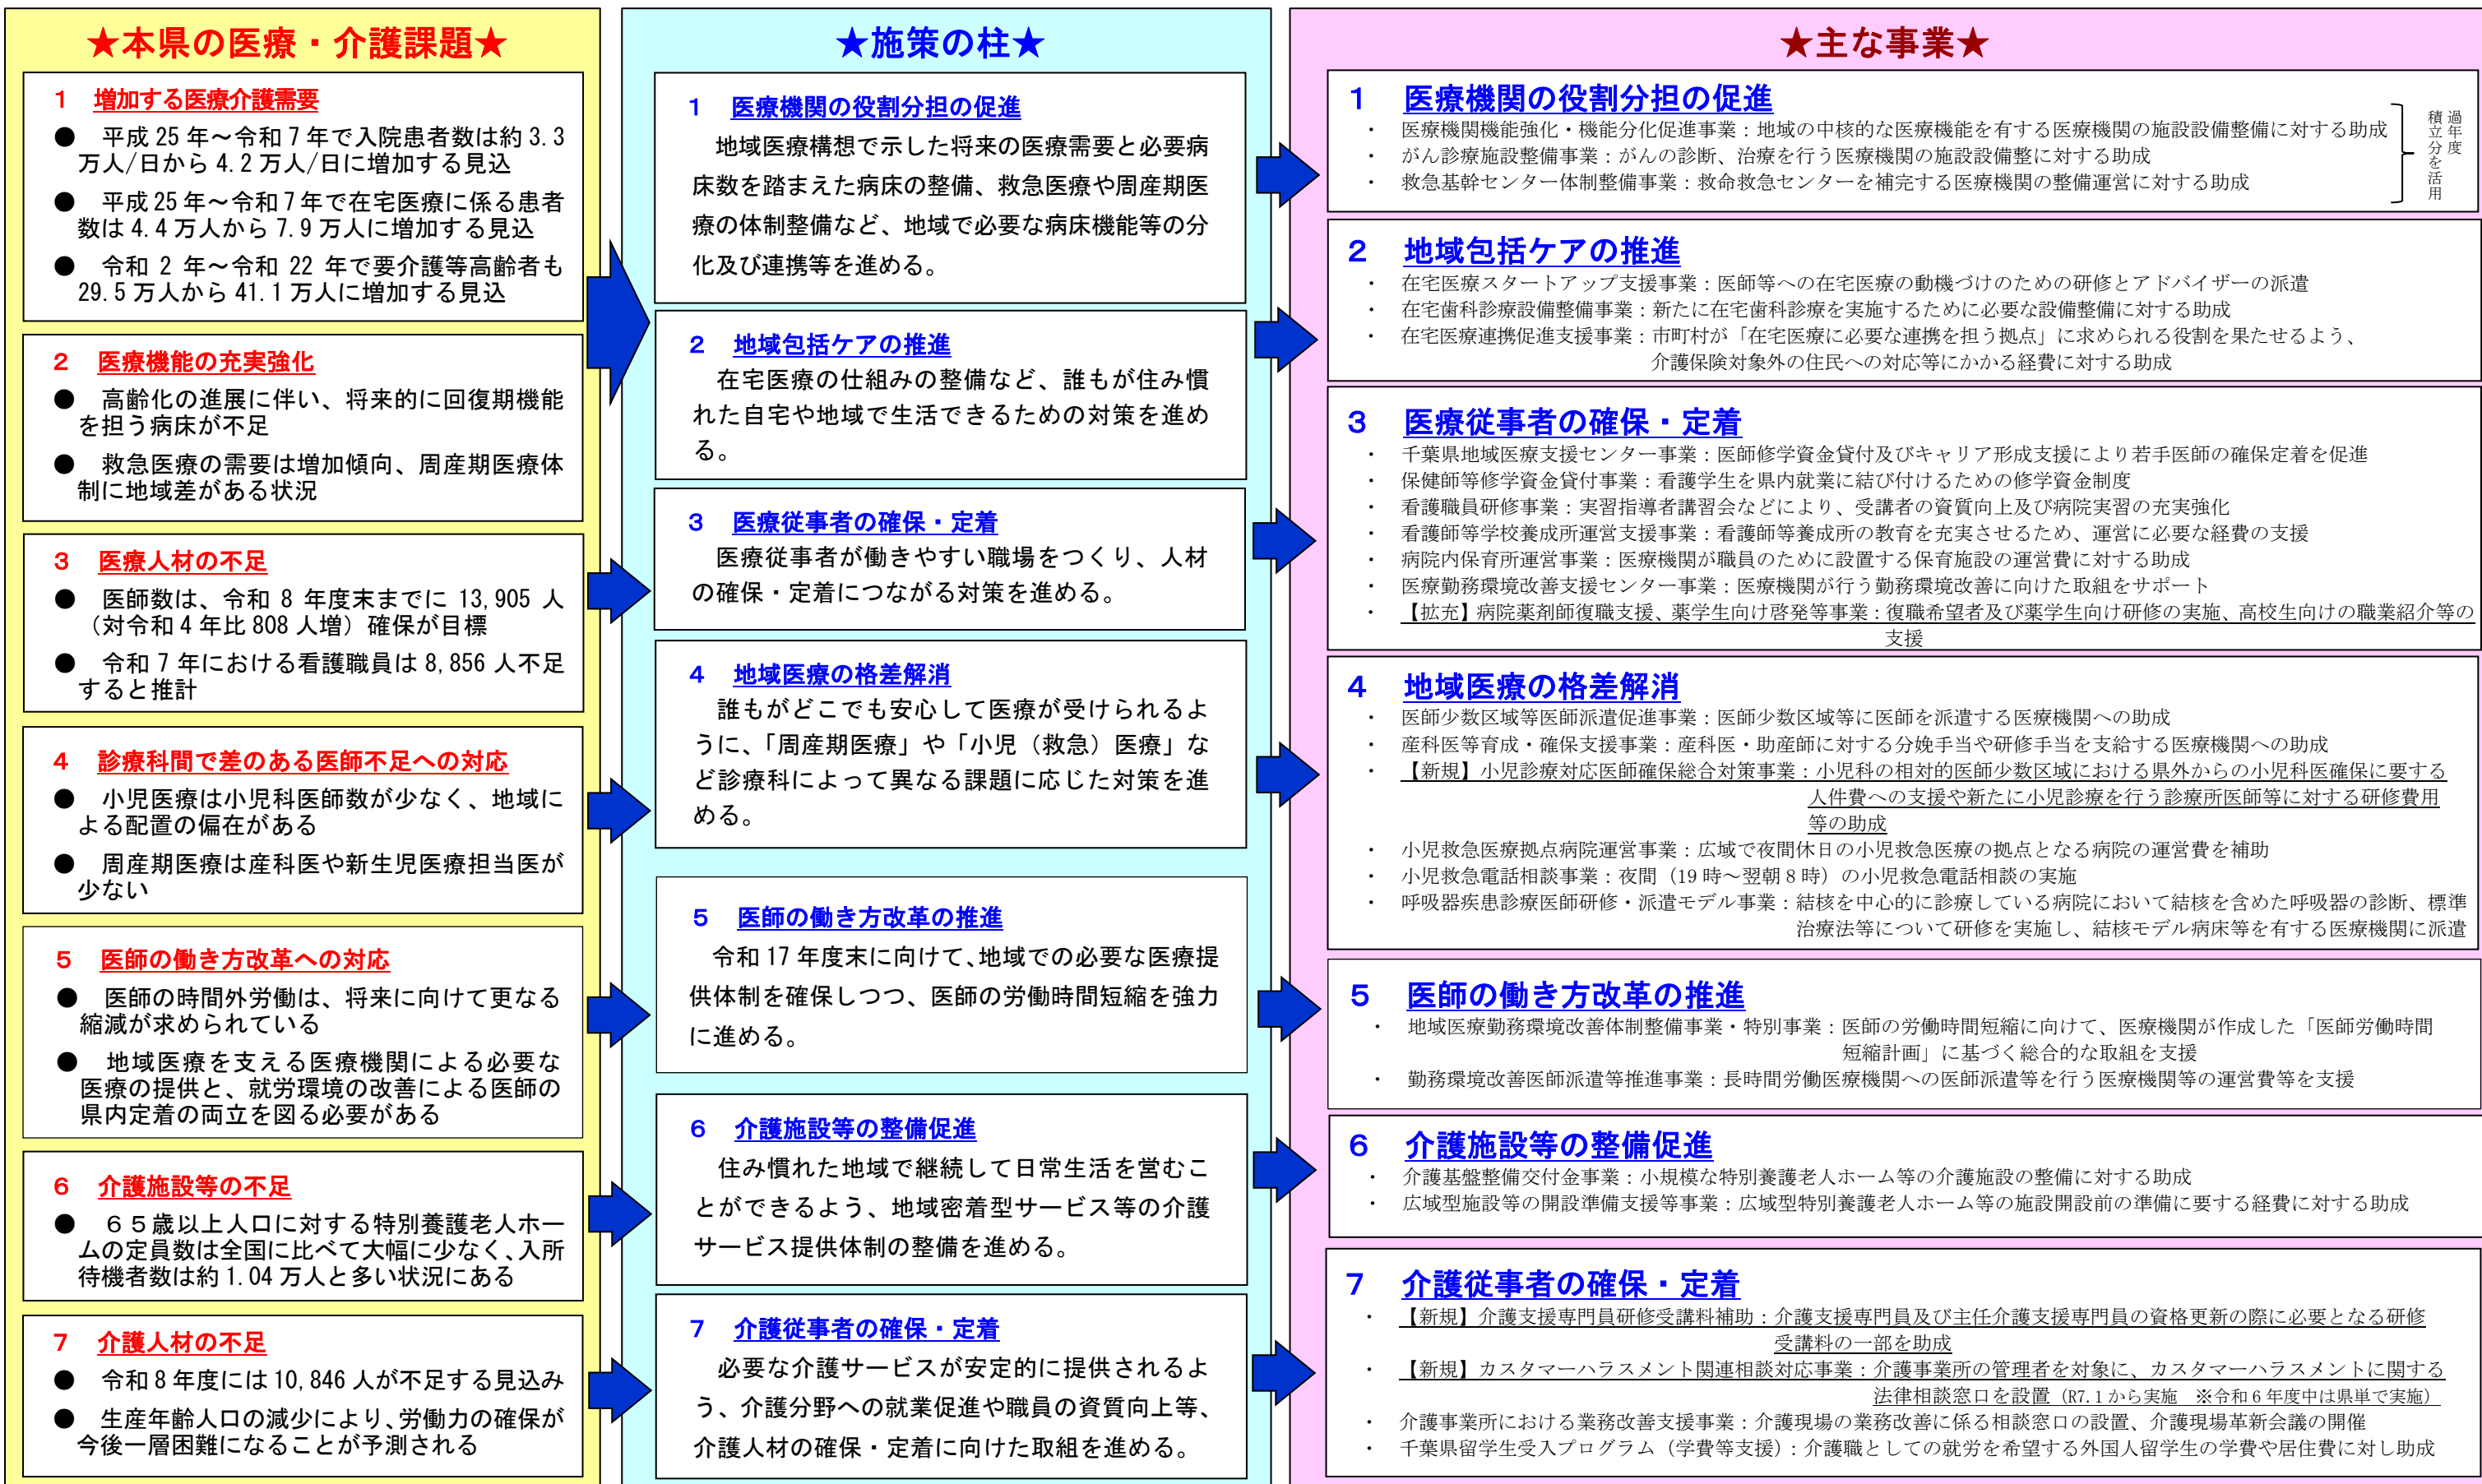 ★本県の医療・介護課題★
1 増加する医療介護需要
● 平成25年～令和7年で入院患者数は約3.3
万人/日から4.2万人/日に増加する見込
● 平成25年～令和7年で在宅医療に係る患者
数は4.4万人から7.9万人に増加する見込
● 令和2年～令和22年で要介護等高齢者も
29.5万人から41.1万人に増加する見込
2 医療機能の充実強化
● 高齢化の進展に伴い、将来的に回復期機能
を担う病床が不足
● 救急医療の需要は増加傾向、周産期医療体
制に地域差がある状況
3 医療人材の不足
● 医師数は、令和8年度末までに13,905人
（対令和4年比808人増）確保が目標
● 令和7年における看護職員は8,856人不足
すると推計
4 診療科間で差のある医師不足への対応
● 小児医療は小児科医師数が少なく、地域に
よる配置の偏在がある
● 周産期医療は産科医や新生児医療担当医が
少ない
5 医師の働き方改革への対応
● 医師の時間外労働は、将来に向けて更なる
縮減が求められている
● 地域医療を支える医療機関による必要な
医療の提供と、就労環境の改善による医師の
県内定着の両立を図る必要がある
6 介護施設等の不足
● ６５歳以上人口に対する特別養護老人ホー
ムの定員数は全国に比べて大幅に少なく、入所
待機者数は約1.04万人と多い状況にある
7 介護人材の不足
● 令和8年度には10,846人が不足する見込み
● 生産年齢人口の減少により、労働力の確保が
今後一層困難になることが予測される
★施策の柱★
1 医療機関の役割分担の促進
地域医療構想で示した将来の医療需要と必要病
床数を踏まえた病床の整備、救急医療や周産期医
療の体制整備など、地域で必要な病床機能等の分
化及び連携等を進める。
2 地域包括ケアの推進
在宅医療の仕組みの整備など、誰もが住み慣
れた自宅や地域で生活できるための対策を進め
る。
3 医療従事者の確保・定着
医療従事者が働きやすい職場をつくり、人材
の確保・定着につながる対策を進める。
4 地域医療の格差解消
誰もがどこでも安心して医療が受けられるよ
うに、「周産期医療」や「小児（救急）医療」な
ど診療科によって異なる課題に応じた対策を進
める。
5 医師の働き方改革の推進
令和17年度末に向けて、地域での必要な医療提
供体制を確保しつつ、医師の労働時間短縮を強力
に進める。
6 介護施設等の整備促進
住み慣れた地域で継続して日常生活を営むこ
とができるよう、地域密着型サービス等の介護
サービス提供体制の整備を進める。
7 介護従事者の確保・定着
必要な介護サービスが安定的に提供されるよ
う、介護分野への就業促進や職員の資質向上等、
介護人材の確保・定着に向けた取組を進める。
★主な事業★
1 医療機関の役割分担の促進
・ 医療機関機能強化・機能分化促進事業：地域の中核的な医療機能を有する医療機関の施設設備整備に対する助成
・ がん診療施設整備事業：がんの診断、治療を行う医療機関の施設設備整に対する助成
・ 救急基幹センター体制整備事業：救命救急センターを補完する医療機関の整備運営に対する助成
過年度
積立分を活用
2 地域包括ケアの推進
・ 在宅医療スタートアップ支援事業：医師等への在宅医療の動機づけのための研修とアドバイザーの派遣
・ 在宅歯科診療設備整備事業：新たに在宅歯科診療を実施するために必要な設備整備に対する助成
・ 在宅医療連携促進支援事業：市町村が「在宅医療に必要な連携を担う拠点」に求められる役割を果たせるよう、
介護保険対象外の住民への対応等にかかる経費に対する助成
3 医療従事者の確保・定着
・ 千葉県地域医療支援センター事業：医師修学資金貸付及びキャリア形成支援により若手医師の確保定着を促進
・ 保健師等修学資金貸付事業：看護学生を県内就業に結び付けるための修学資金制度
・ 看護職員研修事業：実習指導者講習会などにより、受講者の資質向上及び病院実習の充実強化
・ 看護師等学校養成所運営支援事業：看護師等養成所の教育を充実させるため、運営に必要な経費の支援
・ 病院内保育所運営事業：医療機関が職員のために設置する保育施設の運営費に対する助成
・ 医療勤務環境改善支援センター事業：医療機関が行う勤務環境改善に向けた取組をサポート
・ 【拡充】病院薬剤師復職支援、薬学生向け啓発等事業：復職希望者及び薬学生向け研修の実施、高校生向けの職業紹介等の
支援
4 地域医療の格差解消
・ 医師少数区域等医師派遣促進事業：医師少数区域等に医師を派遣する医療機関への助成
・ 産科医等育成・確保支援事業：産科医・助産師に対する分娩手当や研修手当を支給する医療機関への助成
・ 【新規】小児診療対応医師確保総合対策事業：小児科の相対的医師少数区域における県外からの小児科医確保に要する
人件費への支援や新たに小児診療を行う診療所医師等に対する研修費用
等の助成
・ 小児救急医療拠点病院運営事業：広域で夜間休日の小児救急医療の拠点となる病院の運営費を補助
・ 小児救急電話相談事業：夜間（19時～翌朝8時）の小児救急電話相談の実施
・ 呼吸器疾患診療医師研修・派遣モデル事業：結核を中心的に診療している病院において結核を含めた呼吸器の診断、標準
治療法等について研修を実施し、結核モデル病床等を有する医療機関に派遣
5 医師の働き方改革の推進
・ 地域医療勤務環境改善体制整備事業・特別事業：医師の労働時間短縮に向けて、医療機関が作成した「医師労働時間
短縮計画」に基づく総合的な取組を支援
・ 勤務環境改善医師派遣等推進事業：長時間労働医療機関への医師派遣等を行う医療機関等の運営費等を支援
6 介護施設等の整備促進
・ 介護基盤整備交付金事業：小規模な特別養護老人ホーム等の介護施設の整備に対する助成
・ 広域型施設等の開設準備支援等事業：広域型特別養護老人ホーム等の施設開設前の準備に要する経費に対する助成
7 介護従事者の確保・定着
・ 【新規】介護支援専門員研修受講料補助：介護支援専門員及び主任介護支援専門員の資格更新の際に必要となる研修
受講料の一部を助成
・ 【新規】カスタマーハラスメント関連相談対応事業：介護事業所の管理者を対象に、カスタマーハラスメントに関する
法律相談窓口を設置（R7.1から実施 ※令和6年度中は県単で実施）
・ 介護事業所における業務改善支援事業：介護現場の業務改善に係る相談窓口の設置、介護現場革新会議の開催
・ 千葉県留学生受入プログラム（学費等支援）：介護職としての就労を希望する外国人留学生の学費や居住費に対し助成